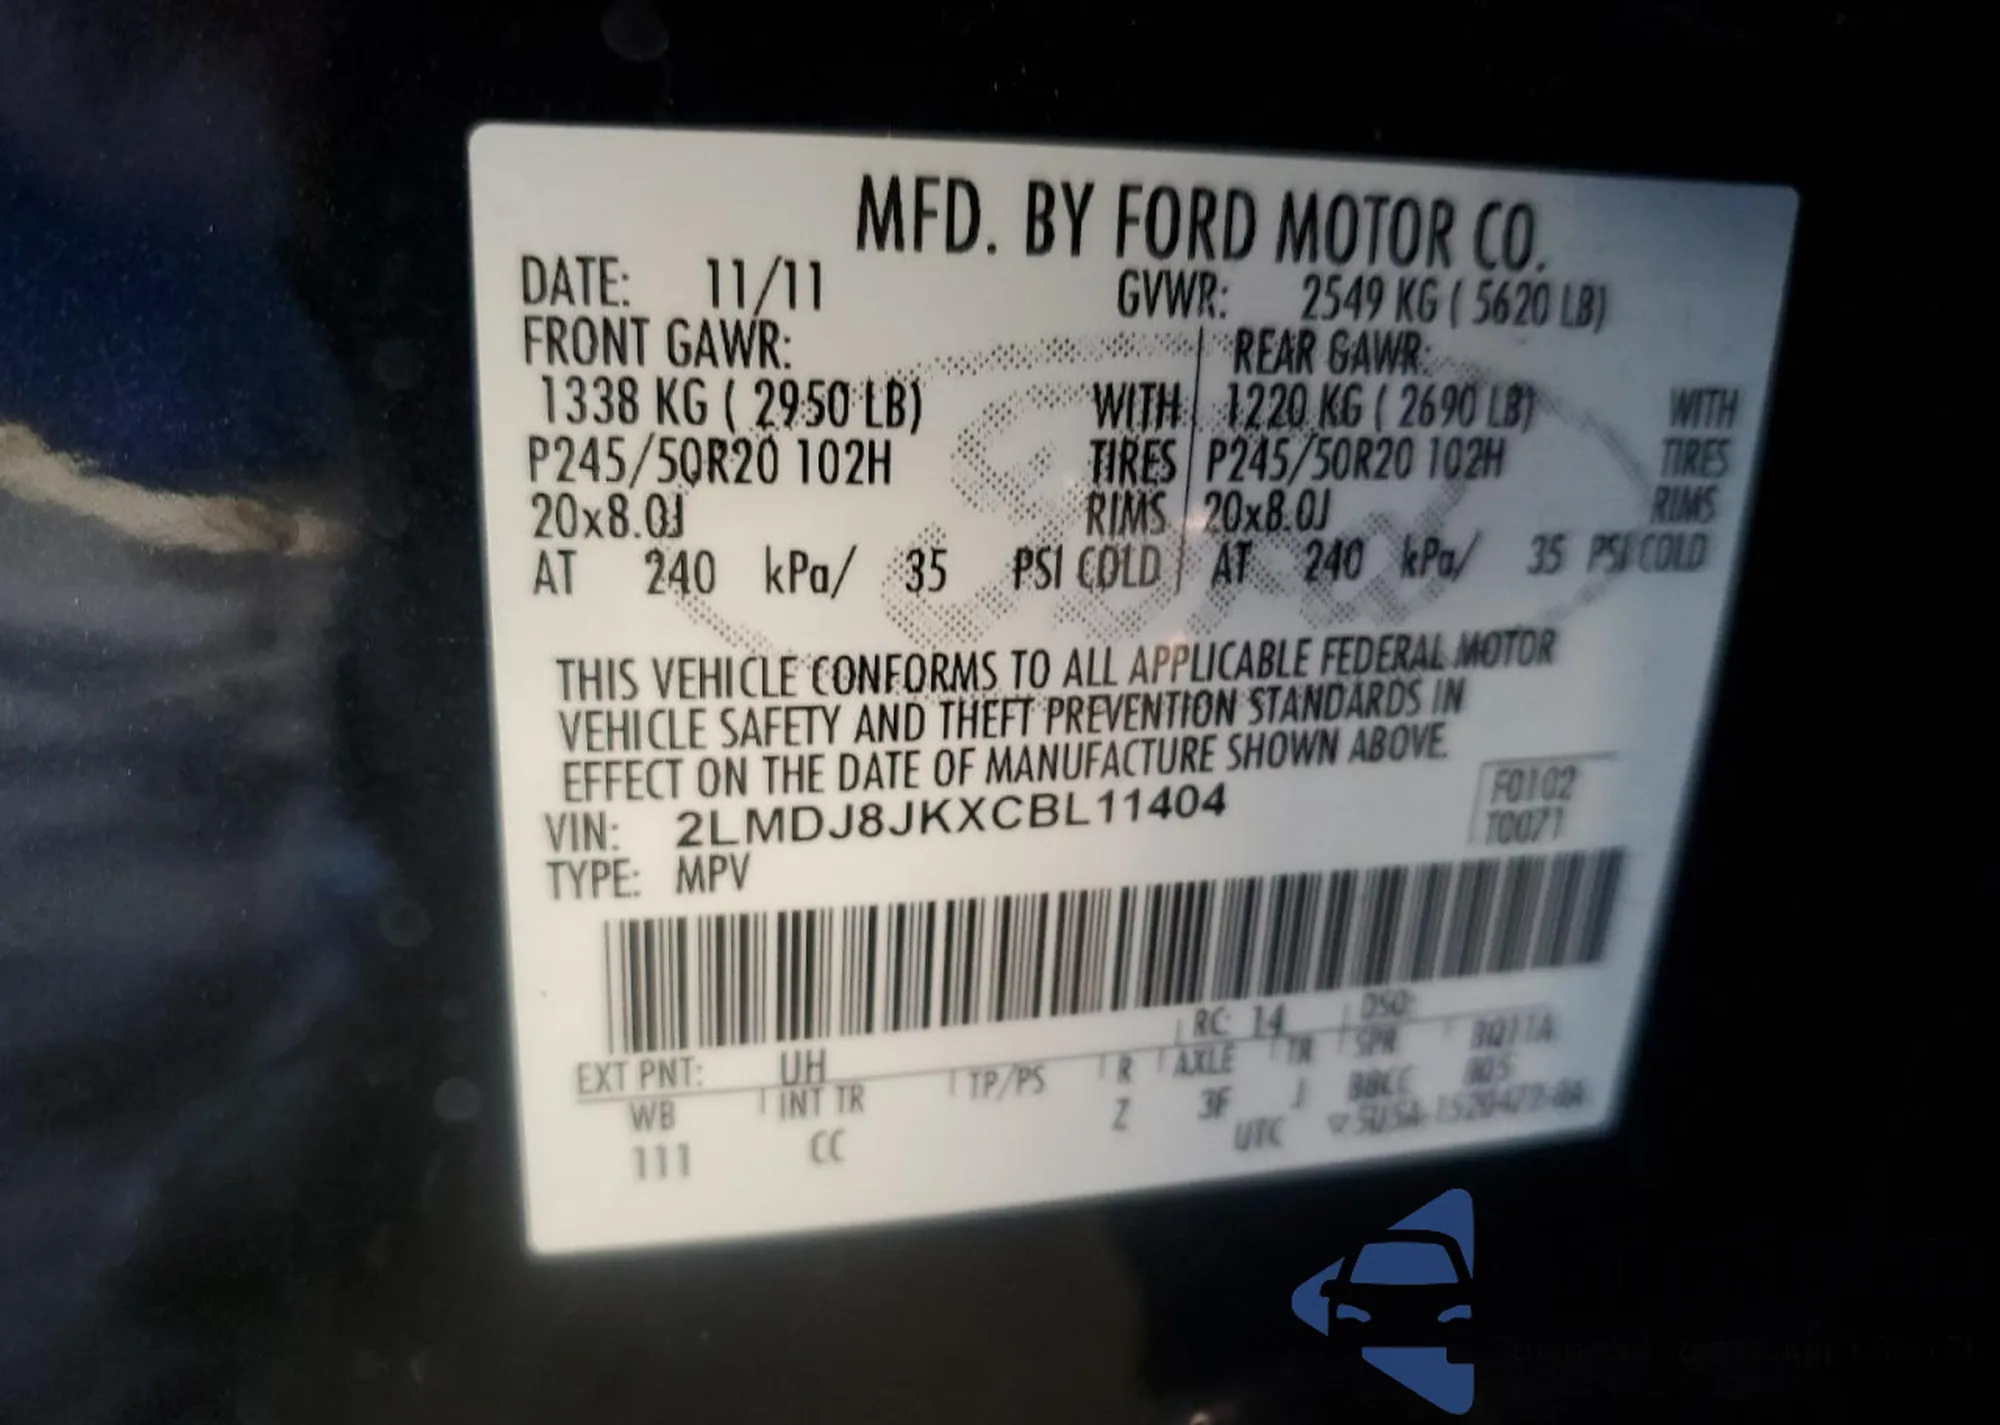 MFD. BY FORD MOTOR CO.
DATE: 11/11 GVWR: 2549 KG ( 5620 LB)
FRONT GAWR: REAR GAWR:
1338 KG ( 2950 LB) WITH 1220 KG ( 2690 LB) WITH
P245/50R20 102H TIRES P245/50R20 102H TIRES
20x8.0J RIMS 20x8.0J RIMS
AT 240 kPa/ 35 PSI COLD AT 240 kPa/ 35 PSI COLD
THIS VEHICLE CONFORMS TO ALL APPLICABLE FEDERAL MOTOR
VEHICLE SAFETY AND THEFT PREVENTION STANDARDS IN
EFFECT ON THE DATE OF MANUFACTURE SHOWN ABOVE.
F0102
VIN: 2LMDJ8JKXCBL11404 T0071
TYPE: MPV
EXT PNT: UH RC: 14 DSO:
WB INT TR TP/PS R AXLE TR SPR
111 CC Z 3F J
UTC